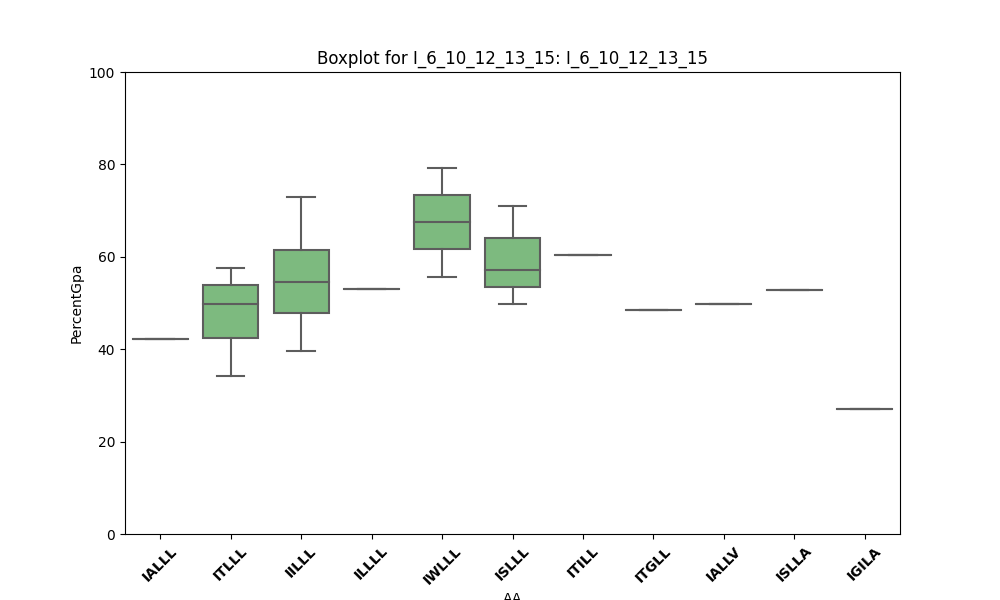 Boxplot for I_6_10_12_13_15: I_6_10_12_13_15
100
80
60
40
20
0
PercentGpa
IALLL
ITLLL
IILLL
ILLLL
IWLLL
ISLLL
ITILL
ITGLL
IALLV
ISLLA
IGILA
AA